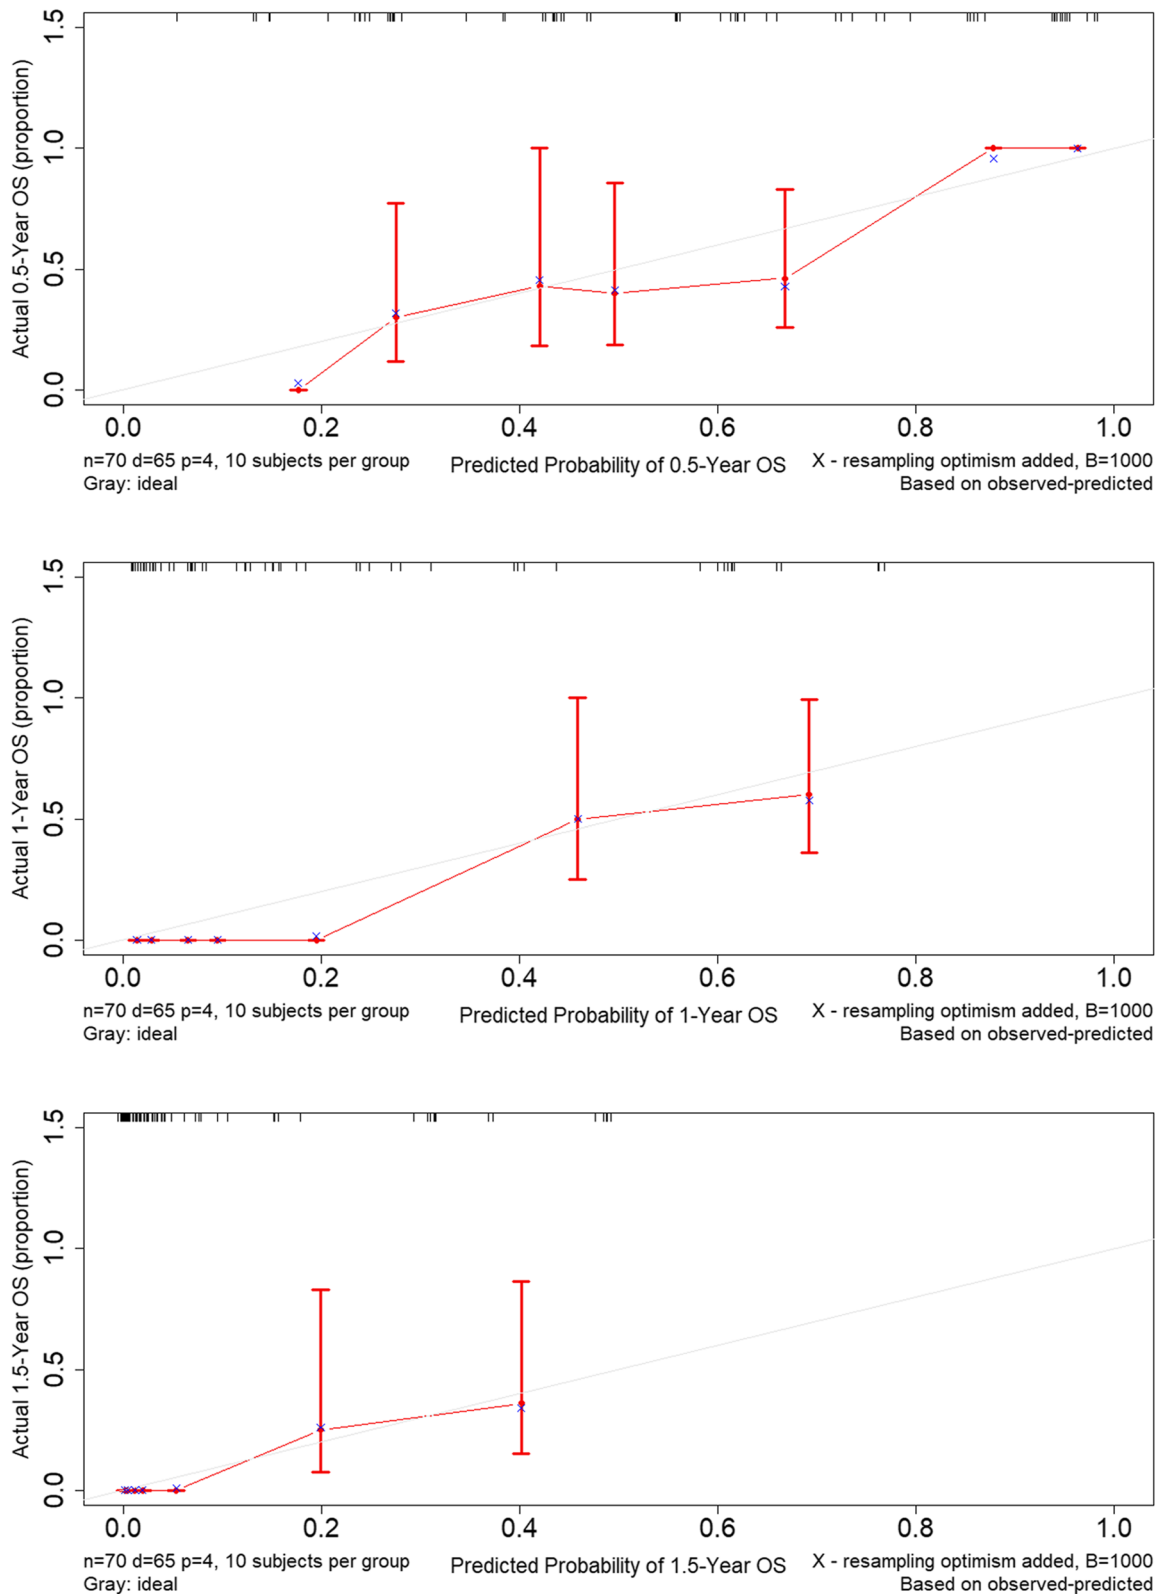 Actual 0.5-Year OS (proportion)
1.5
1.0
0.5
0.0
0.0 0.2 0.4 0.6 0.8 1.0
n=70 d=65 p=4, 10 subjects per group
Gray: ideal
Predicted Probability of 0.5-Year OS
X - resampling optimism added, B=1000
Based on observed-predicted
Actual 1-Year OS (proportion)
1.5
1.0
0.5
0.0
0.0 0.2 0.4 0.6 0.8 1.0
n=70 d=65 p=4, 10 subjects per group
Gray: ideal
Predicted Probability of 1-Year OS
X - resampling optimism added, B=1000
Based on observed-predicted
Actual 1.5-Year OS (proportion)
1.5
1.0
0.5
0.0
0.0 0.2 0.4 0.6 0.8 1.0
n=70 d=65 p=4, 10 subjects per group
Gray: ideal
Predicted Probability of 1.5-Year OS
X - resampling optimism added, B=1000
Based on observed-predicted